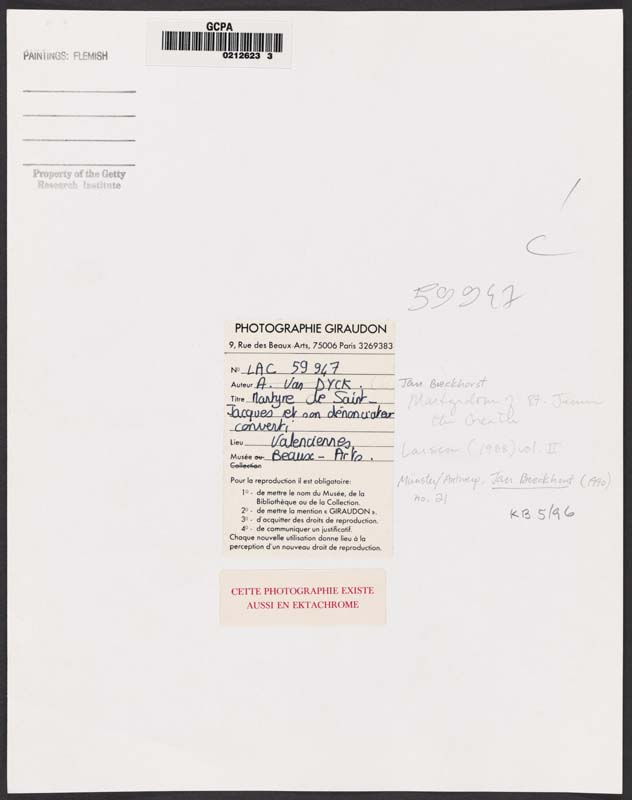 PAINTINGS: FLEMISH
GCPA
0212623 3
Property of the Getty
Research Institute
59947
PHOTOGRAPHIE GIRAUDON
9, Rue des Beaux-Arts, 75006 Paris 3269383
No LAC 59 947
Auteur A. Van DYCK.
Titre Martyre de Saint-
Jacques et son dénonciateur
converti
Lieu Valenciennes
Musée ou Beaux-Arts.
Collection
Pour la reproduction il est obligatoire:
1o - de mettre le nom du Musée, de la
Bibliothèque ou de la Collection.
2o - de mettre la mention « GIRAUDON ».
3o - d'acquitter des droits de reproduction.
4o - de communiquer un justificatif.
Chaque nouvelle utilisation donne lieu à la
perception d'un nouveau droit de reproduction.
Jan Boeckhorst
Martyrdom of St. James
the Greater
Larsen (1988) vol. II
Münster/Antwerp, Jan Boeckhorst (1990)
no. 21
KB 5/96
CETTE PHOTOGRAPHIE EXISTE
AUSSI EN EKTACHROME